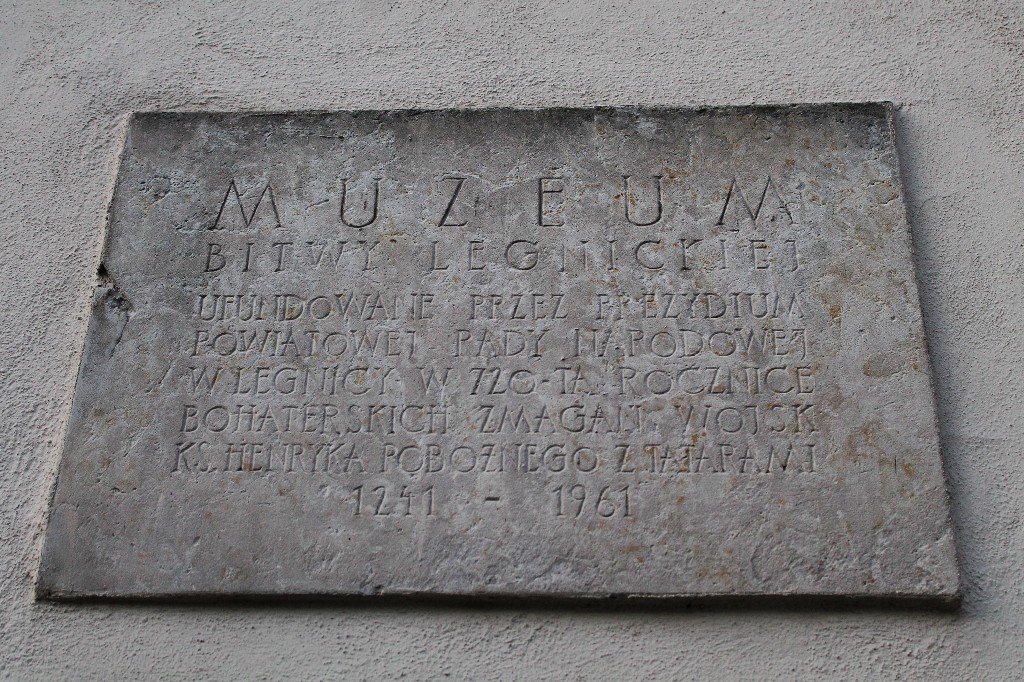 MUZEUM
BITWY LEGNICKIEJ
UFUNDOWANE PRZEZ PREZYDIUM
POWIATOWEJ RADY NARODOWEJ
W LEGNICY W 720-TĄ ROCZNICĘ
BOHATERSKICH ZMAGAŃ WOJSK
KS. HENRYKA POBOŻNEGO Z TATARAMI
1241 - 1961